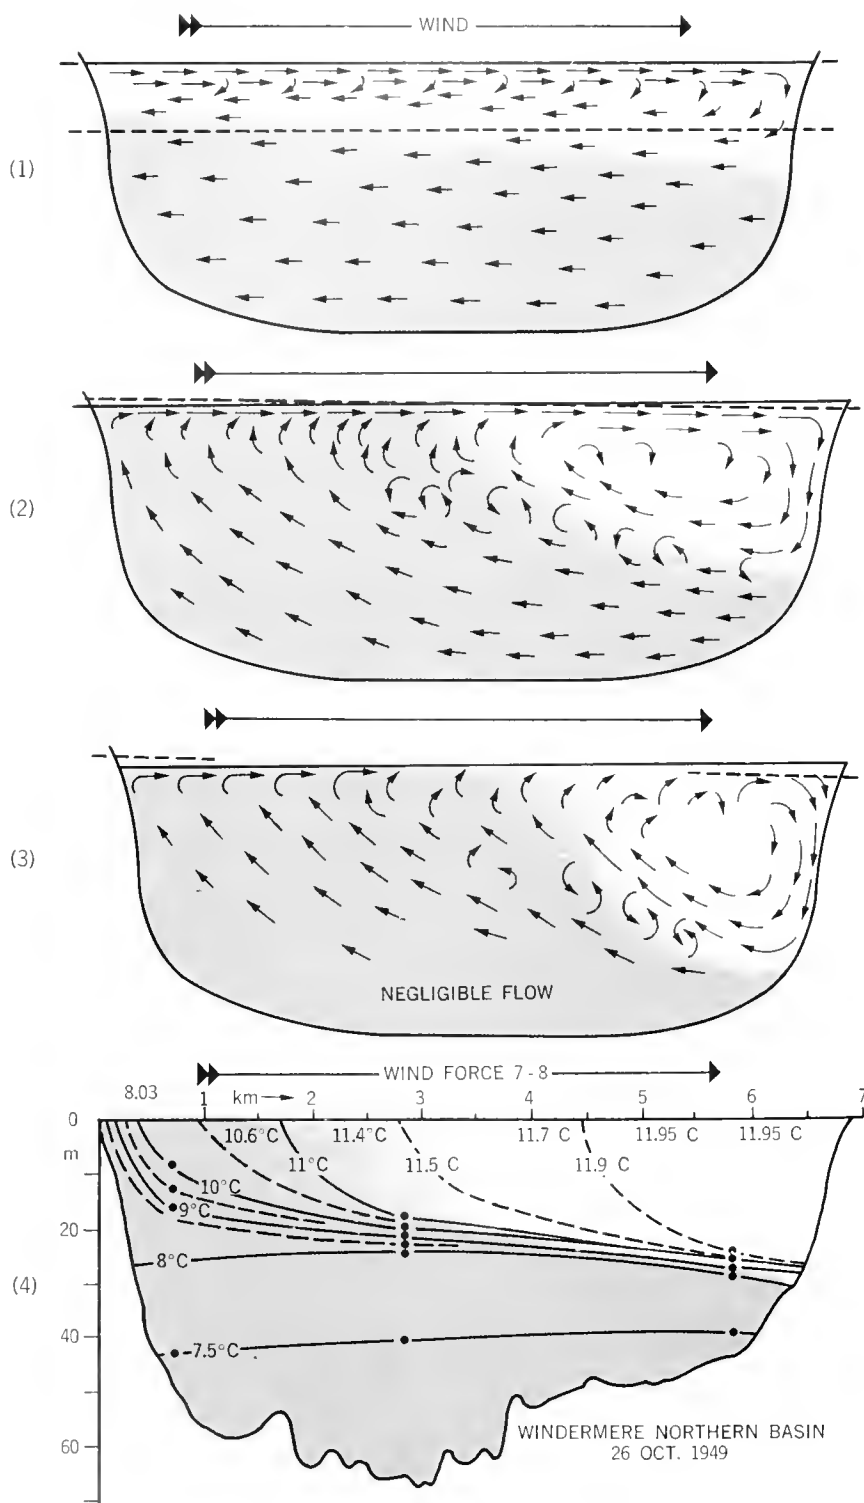 WIND
(1)
(2)
(3)
NEGLIGIBLE FLOW
WIND FORCE 7-8
8.03 1 km 2 3 4 5 6 7
0
m
10.6°C 11.4°C 11.7 C 11.95 C 11.95 C
11°C 11.5 C 11.9 C
10°C
9°C
20
8°C
(4)
40
7.5°C
WINDERMERE NORTHERN BASIN
26 OCT. 1949
60